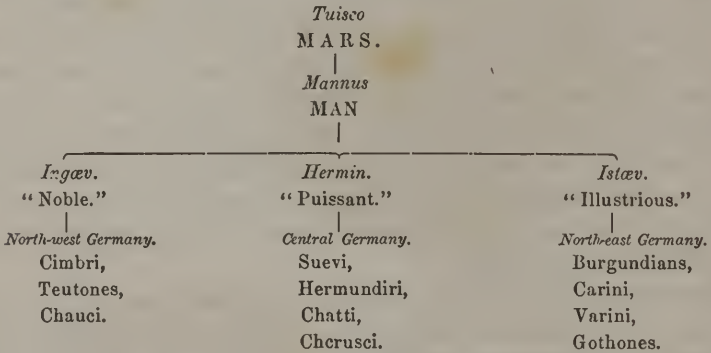 Tuisco
MARS.
Mannus
MAN
Ingæv. Hermin. Istæv.
“Noble.” “Puissant.” “Illustrious.”
North-west Germany. Central Germany. North-east Germany.
Cimbri, Suevi, Burgundians,
Teutones, Hermundiri, Carini,
Chauci. Chatti, Varini,
Cherusci. Gothones.